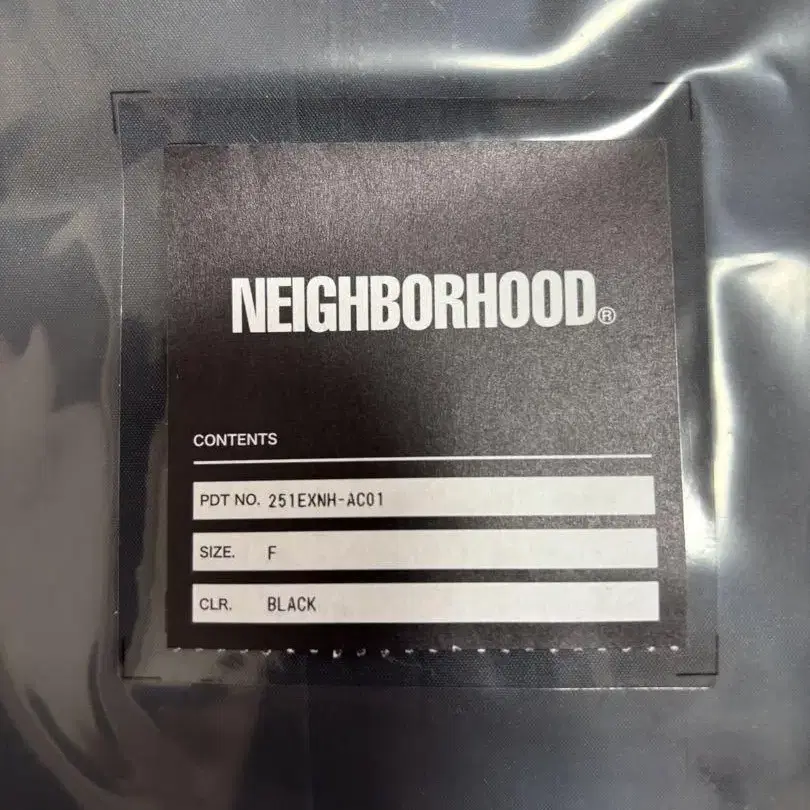 NEIGHBORHOOD®
CONTENTS
PDT NO. 251EXNH-AC01
SIZE. F
CLR. BLACK